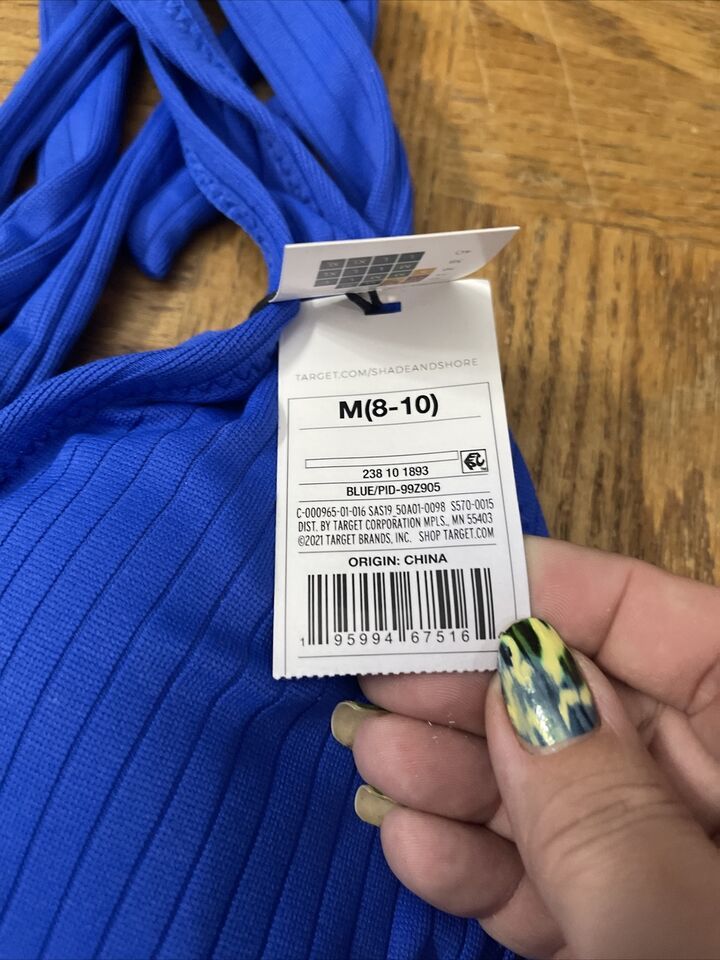 TARGET.COM/SHADEANDSHORE
M(8-10)
238 10 1893
BLUE/PID-99Z905
C-000965-01-016 SAS19_50A01-0098 S570-0015
DIST. BY TARGET CORPORATION MPLS., MN 55403
©2021 TARGET BRANDS, INC. SHOP TARGET.COM
ORIGIN: CHINA
1 95994 67516